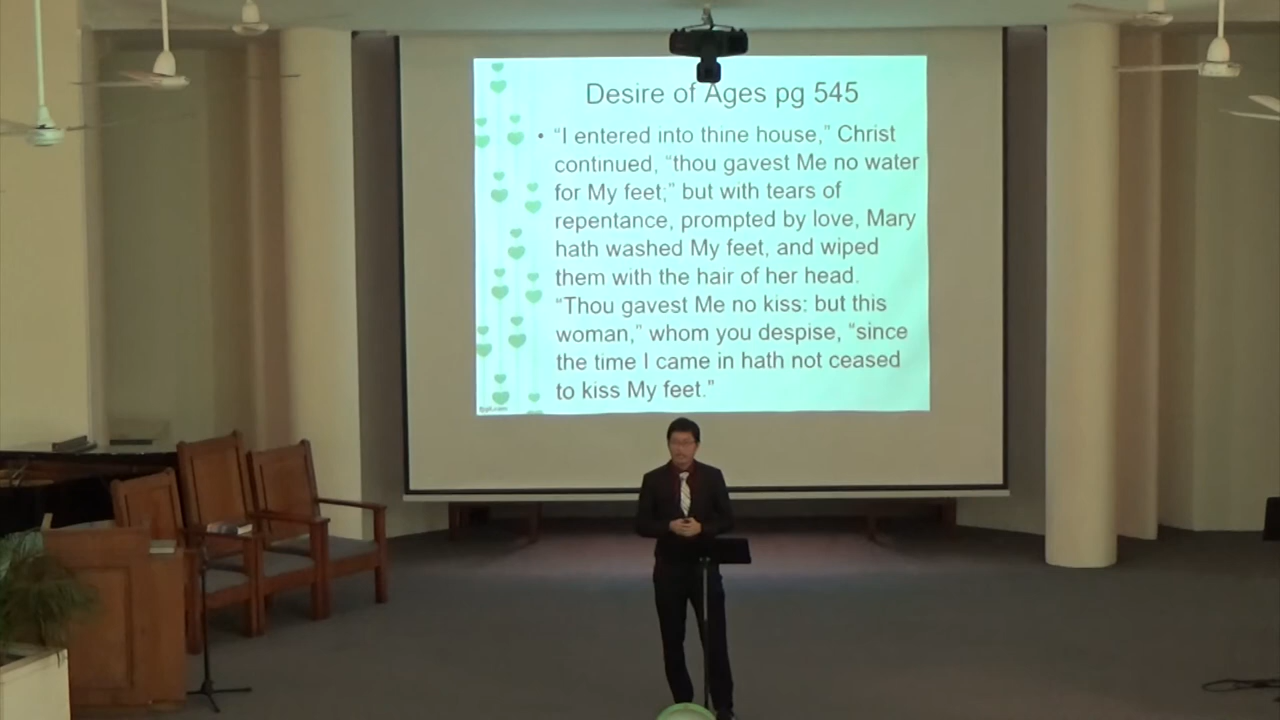 Desire of Ages pg 545
• “I entered into thine house,” Christ
continued, “thou gavest Me no water
for My feet;” but with tears of
repentance, prompted by love, Mary
hath washed My feet, and wiped
them with the hair of her head.
“Thou gavest Me no kiss: but this
woman,” whom you despise, “since
the time I came in hath not ceased
to kiss My feet.”